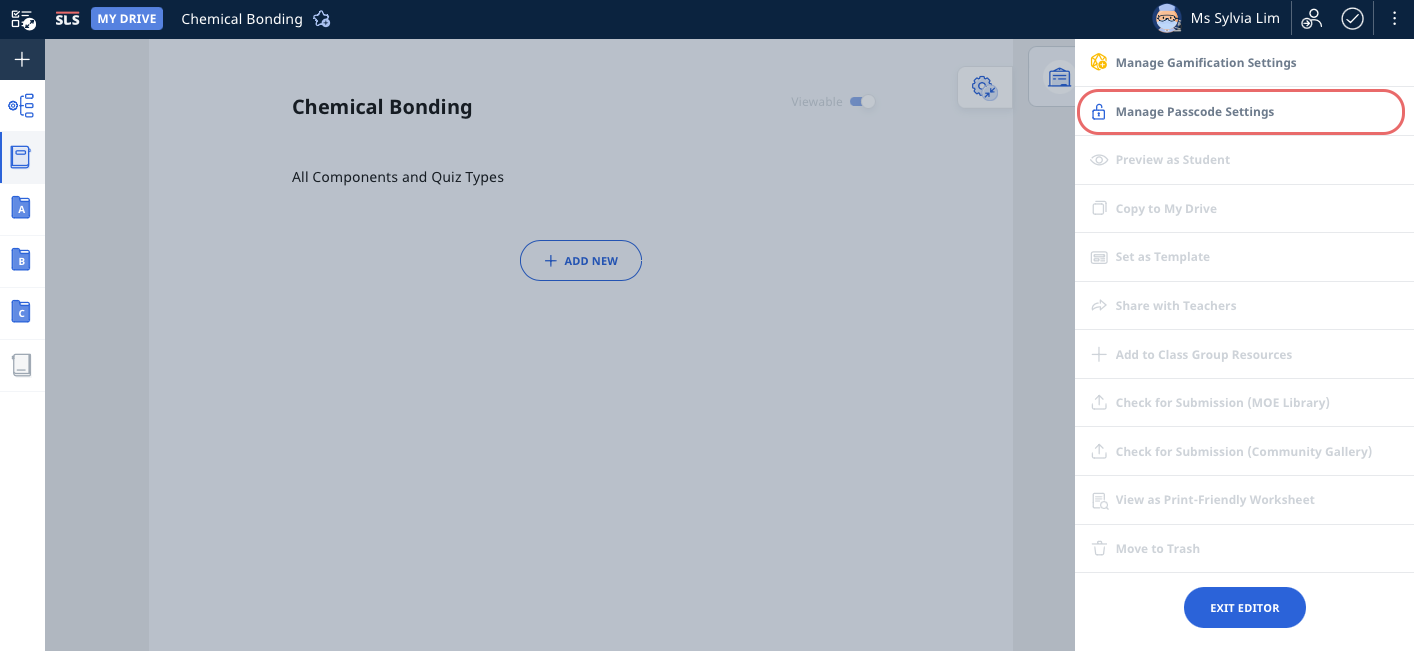 SLS MY DRIVE Chemical Bonding Ms Sylvia Lim
Manage Gamification Settings
Chemical Bonding
Viewable
Manage Passcode Settings
Preview as Student
All Components and Quiz Types
A
Copy to My Drive
ADD NEW
B
Set as Template
C
Share with Teachers
Add to Class Group Resources
Check for Submission (MOE Library)
Check for Submission (Community Gallery)
View as Print-Friendly Worksheet
Move to Trash
EXIT EDITOR